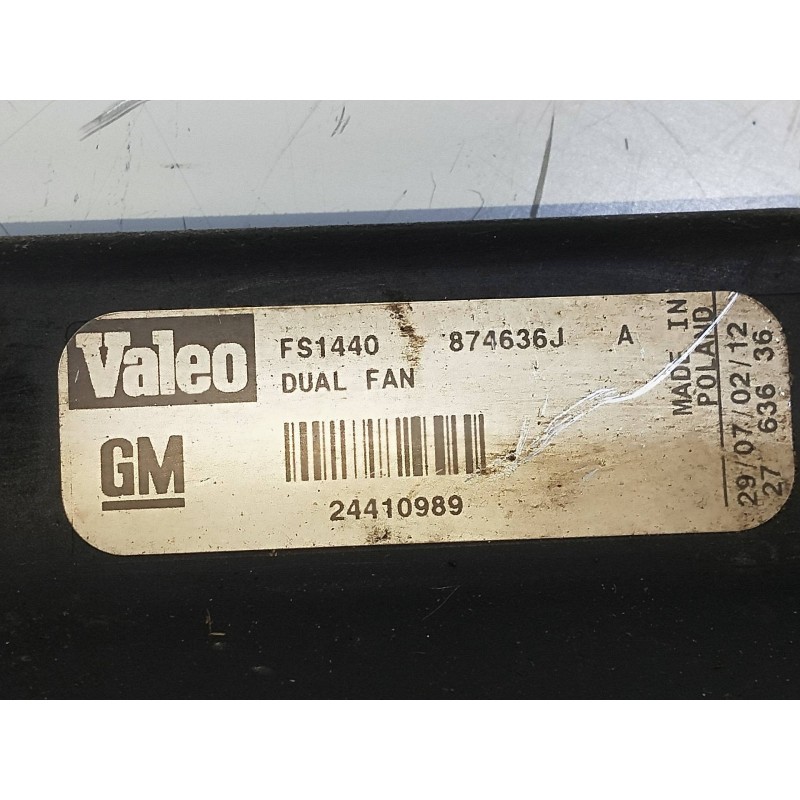 Valeo
FS1440 874636J A
DUAL FAN
GM
24410989
MADE IN
POLAND
29/07/02/12
27 636 36